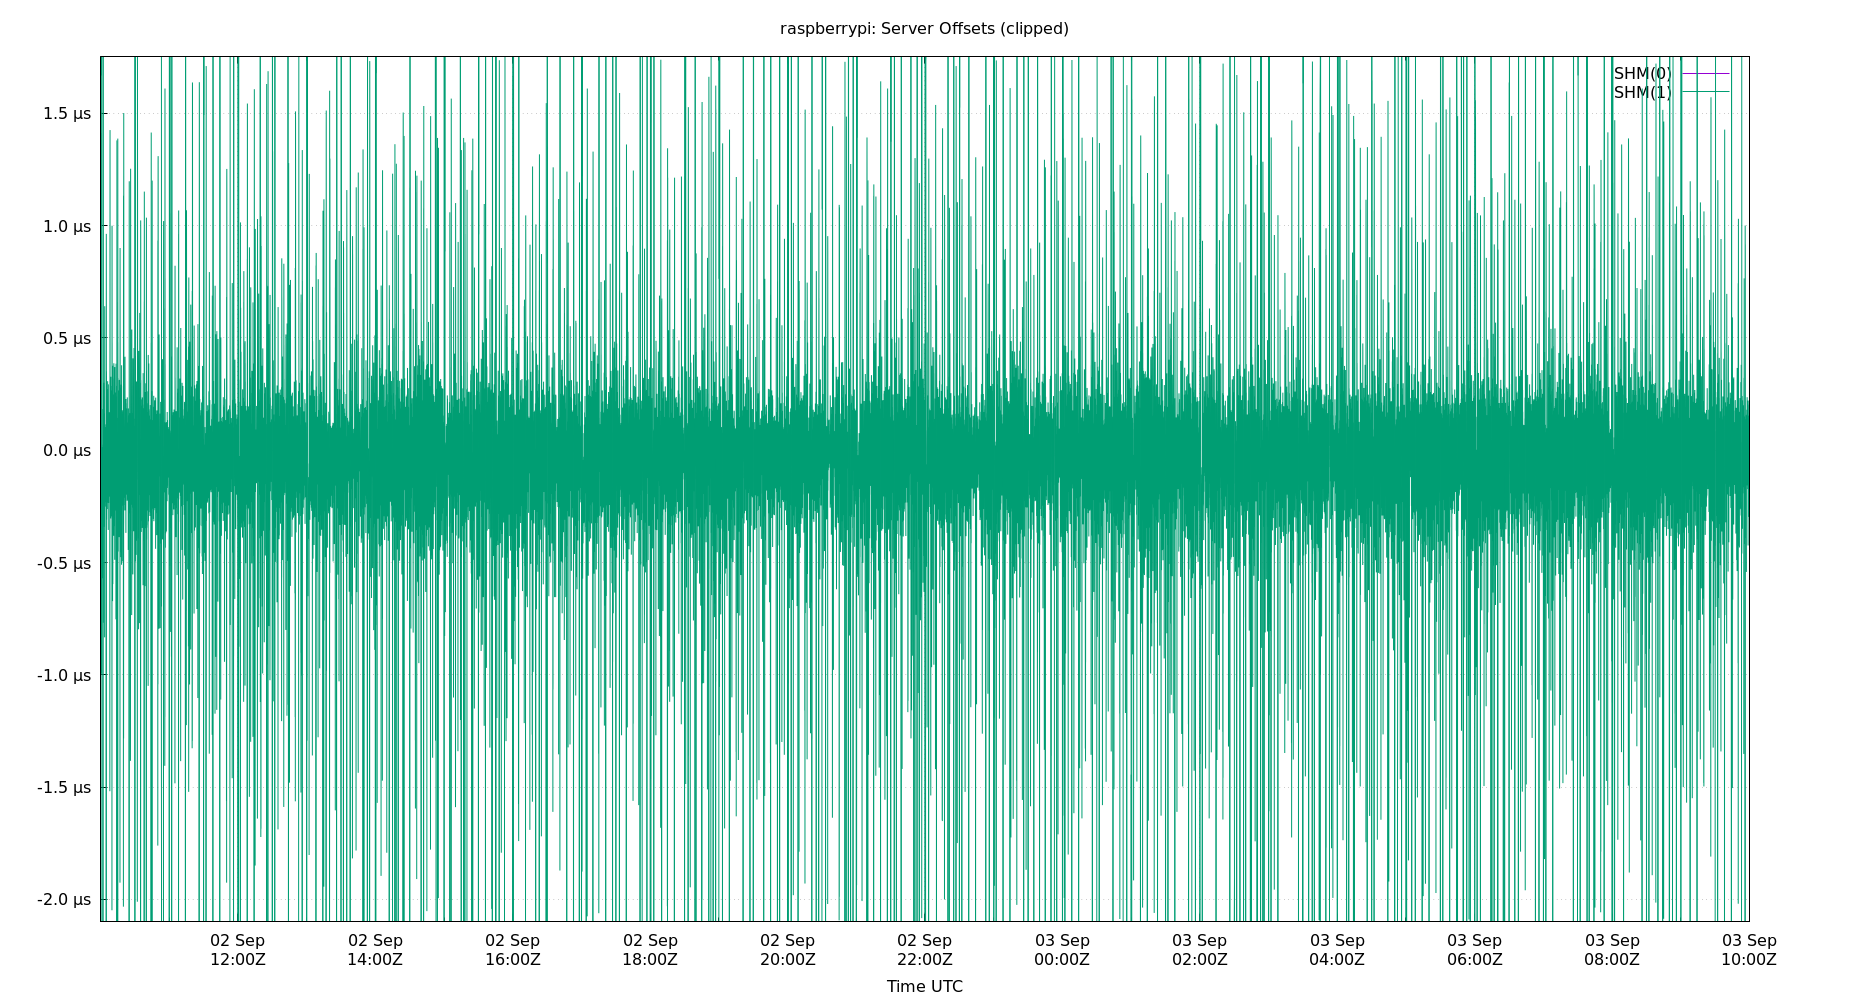 raspberrypi: Server Offsets (clipped)
SHM(0)
SHM(1)
1.5 µs
1.0 µs
0.5 µs
0.0 µs
-0.5 µs
-1.0 µs
-1.5 µs
-2.0 µs
02 Sep 02 Sep 02 Sep 02 Sep 02 Sep 02 Sep 03 Sep 03 Sep 03 Sep 03 Sep 03 Sep 03 Sep
12:00Z 14:00Z 16:00Z 18:00Z 20:00Z 22:00Z 00:00Z 02:00Z 04:00Z 06:00Z 08:00Z 10:00Z
Time UTC